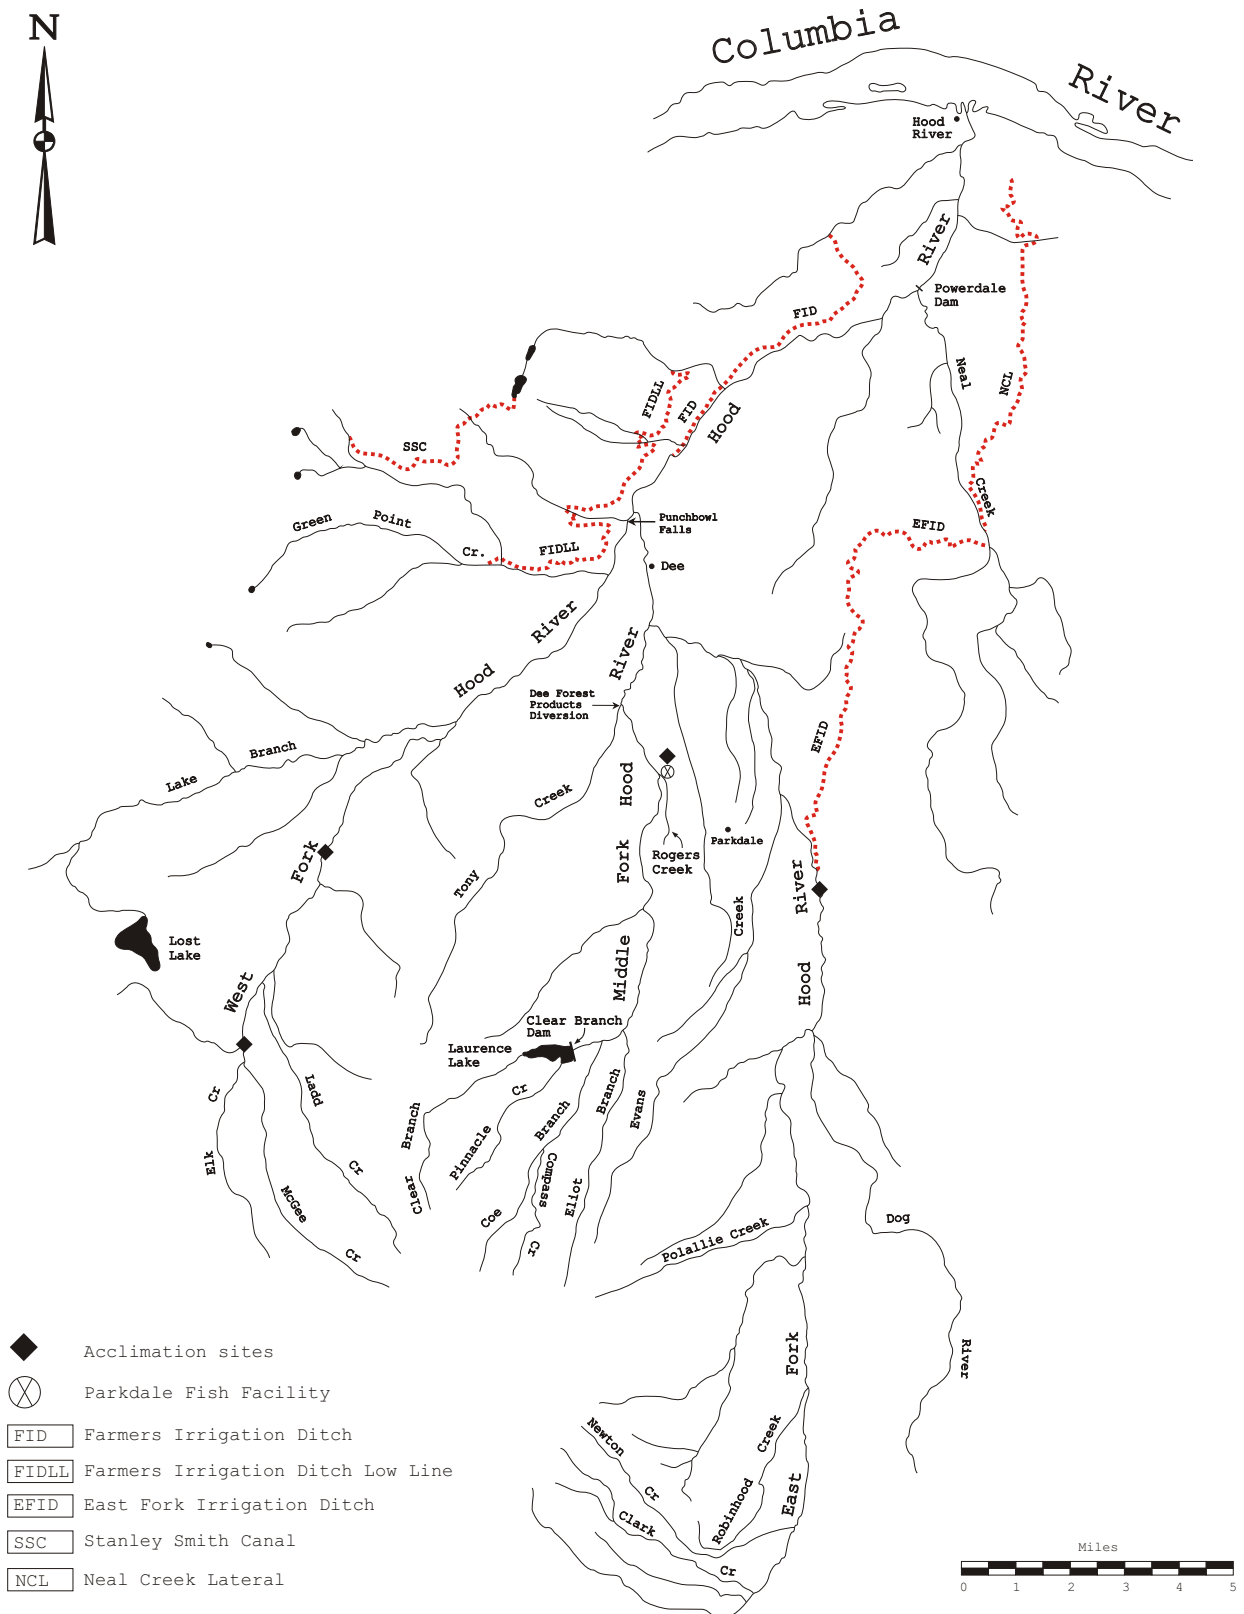 N
Columbia
River
Hood
River
River
Powerdale
Dam
FID
Neal
NCL
FIDLL
FID
Hood
SSC
Creek
Green
Point
Cr.
FIDLL
Punchbowl
Falls
EFID
Dee
River
River
Hood
Dee Forest
Products
Diversion
EFID
Branch
Lake
Creek
Hood
Parkdale
Rogers
Creek
Fork
Fork
Tony
River
Creek
Lost
Lake
Middle
Hood
West
Clear Branch
Dam
Laurence
Lake
Cr
Ladd
Cr
Branch
Branch
Branch
Evans
Pinnacle
Elk
Cr
McGee
Cr
Clear
Compass
Eliot
Coe
Cr
Polallie Creek
Dog
River
Fork
Newton
Cr
Creek
Robinhood
East
Clark
Cr
Acclimation sites
Parkdale Fish Facility
FID Farmers Irrigation Ditch
FIDLL Farmers Irrigation Ditch Low Line
EFID East Fork Irrigation Ditch
SSC Stanley Smith Canal
NCL Neal Creek Lateral
Miles
0 1 2 3 4 5